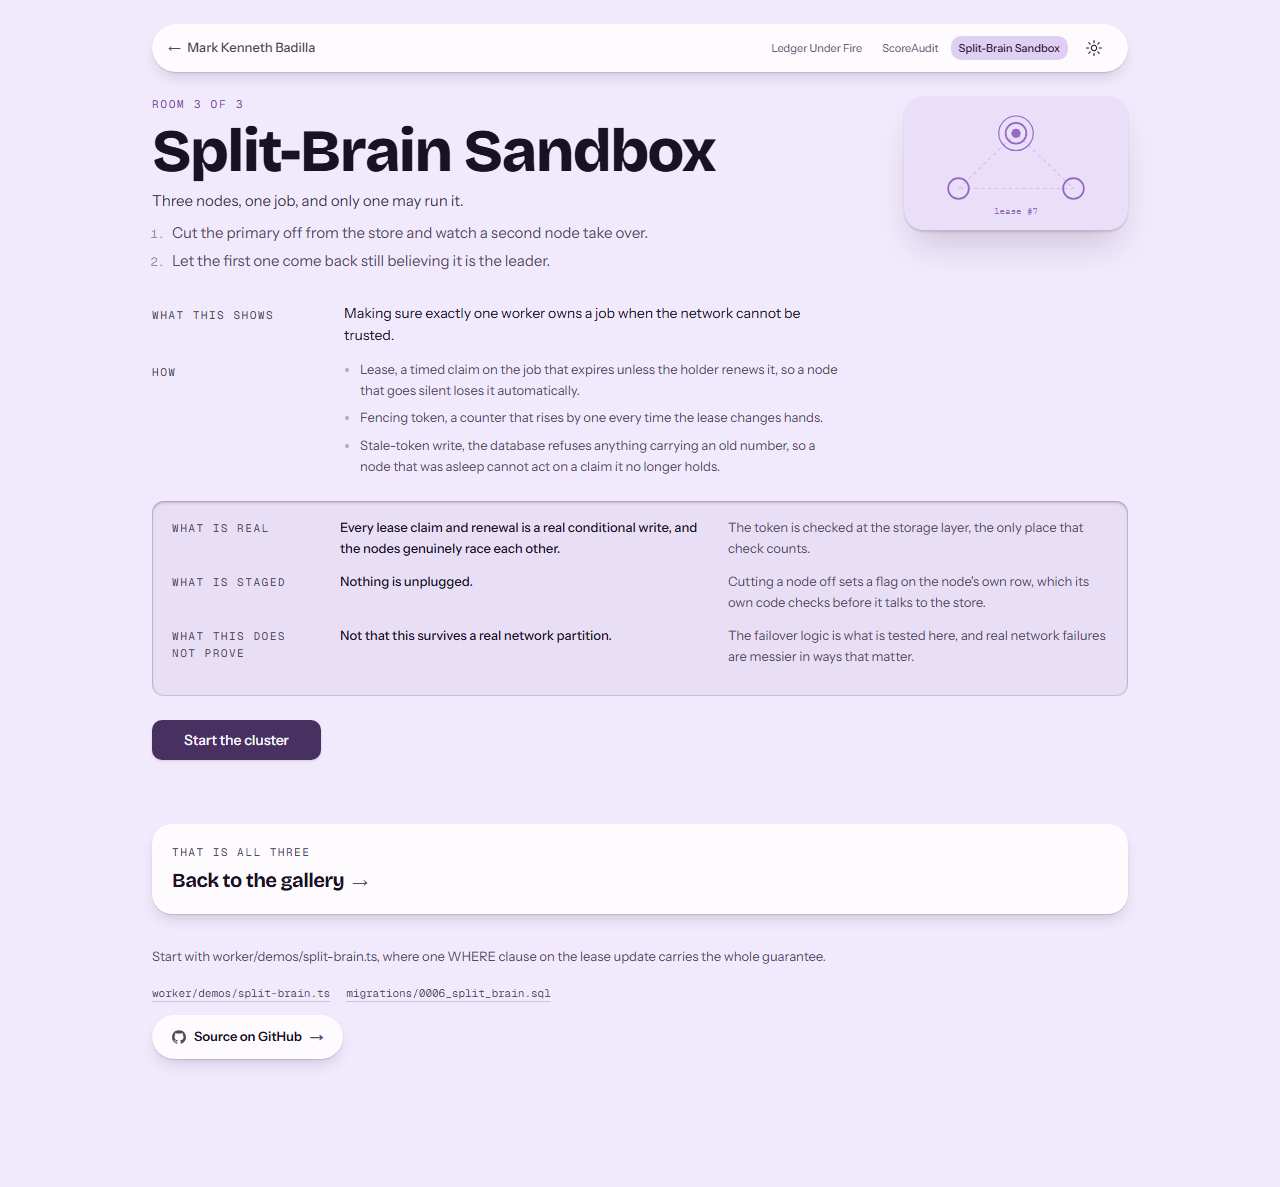 ← Mark Kenneth Badilla
Ledger Under Fire
ScoreAudit
Split-Brain Sandbox
ROOM 3 OF 3
Split-Brain Sandbox
Three nodes, one job, and only one may run it.
1. Cut the primary off from the store and watch a second node take over.
2. Let the first one come back still believing it is the leader.
lease #7
WHAT THIS SHOWS
Making sure exactly one worker owns a job when the network cannot be
trusted.
HOW
• Lease, a timed claim on the job that expires unless the holder renews it, so a node
that goes silent loses it automatically.
• Fencing token, a counter that rises by one every time the lease changes hands.
• Stale-token write, the database refuses anything carrying an old number, so a
node that was asleep cannot act on a claim it no longer holds.
WHAT IS REAL
Every lease claim and renewal is a real conditional write, and
the nodes genuinely race each other.
The token is checked at the storage layer, the only place that
check counts.
WHAT IS STAGED
Nothing is unplugged.
Cutting a node off sets a flag on the node's own row, which its
own code checks before it talks to the store.
WHAT THIS DOES
NOT PROVE
Not that this survives a real network partition.
The failover logic is what is tested here, and real network failures
are messier in ways that matter.
Start the cluster
THAT IS ALL THREE
Back to the gallery →
Start with worker/demos/split-brain.ts, where one WHERE clause on the lease update carries the whole guarantee.
worker/demos/split-brain.ts
migrations/0006_split_brain.sql
Source on GitHub →